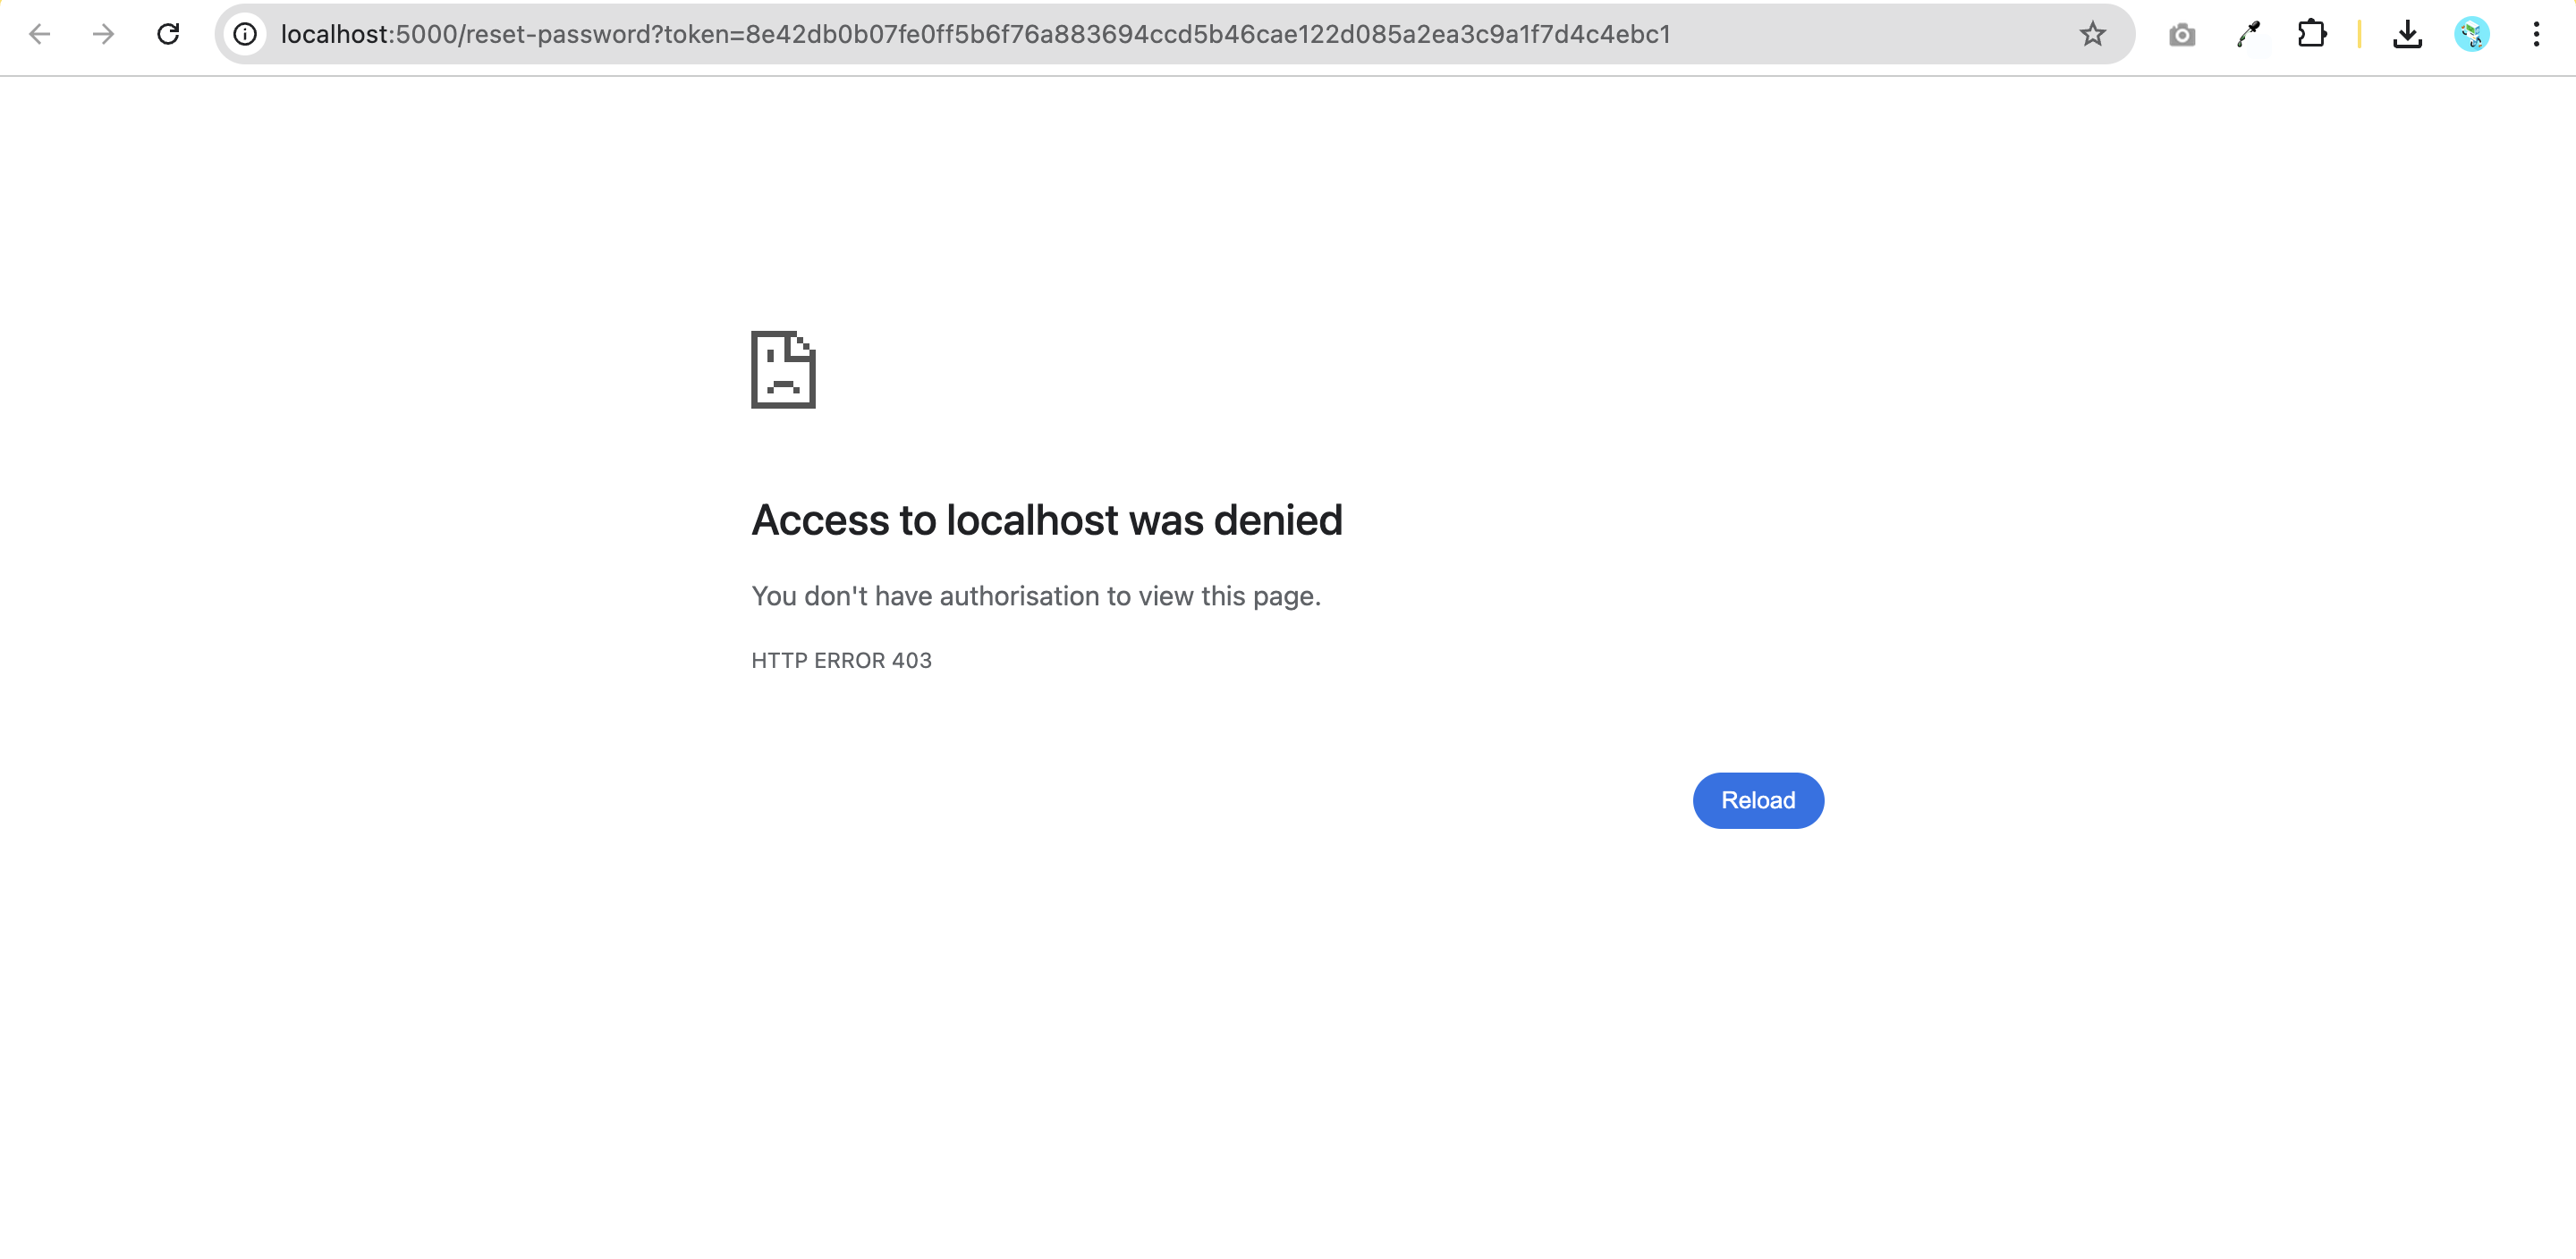 localhost:5000/reset-password?token=8e42db0b07fe0ff5b6f76a883694ccd5b46cae122d085a2ea3c9a1f7d4c4ebc1
Access to localhost was denied
You don't have authorisation to view this page.
HTTP ERROR 403
Reload